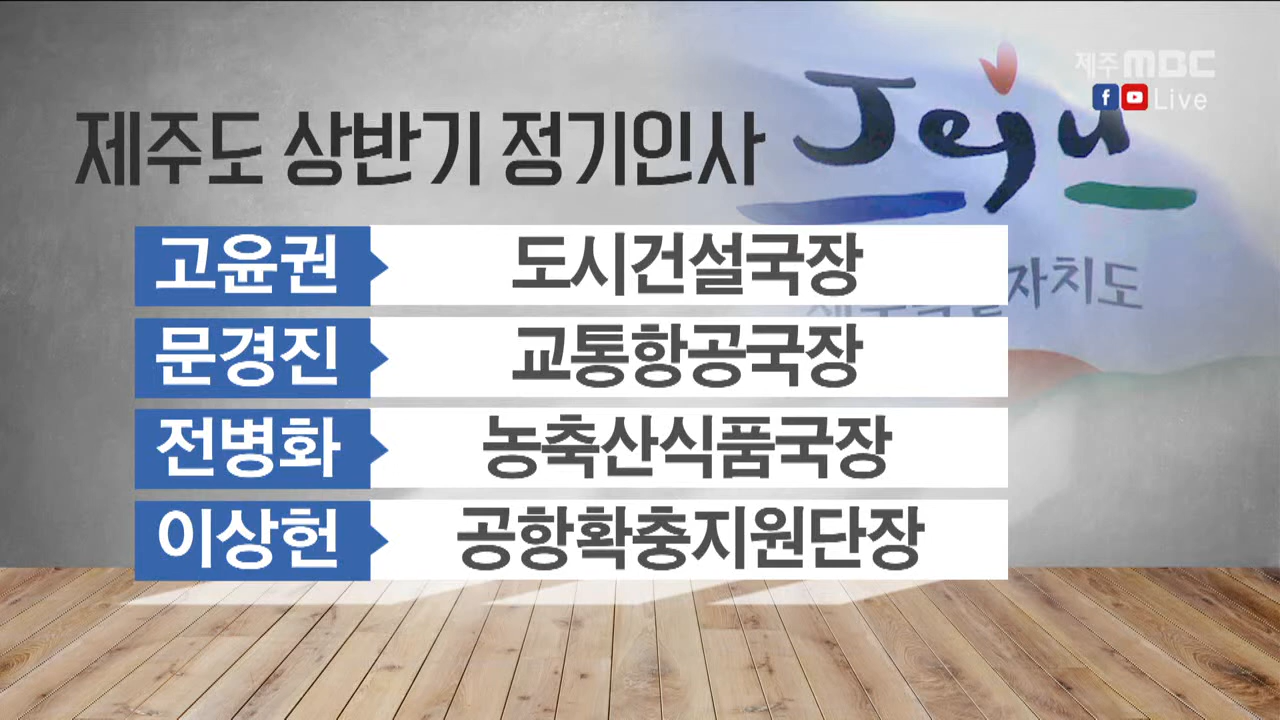 제주MBC
Live
Jeju
제주도 상반기 정기인사
고윤권 도시건설국장
자치도
문경진 교통항공국장
전병화 농축산식품국장
이상헌 공항확충지원단장